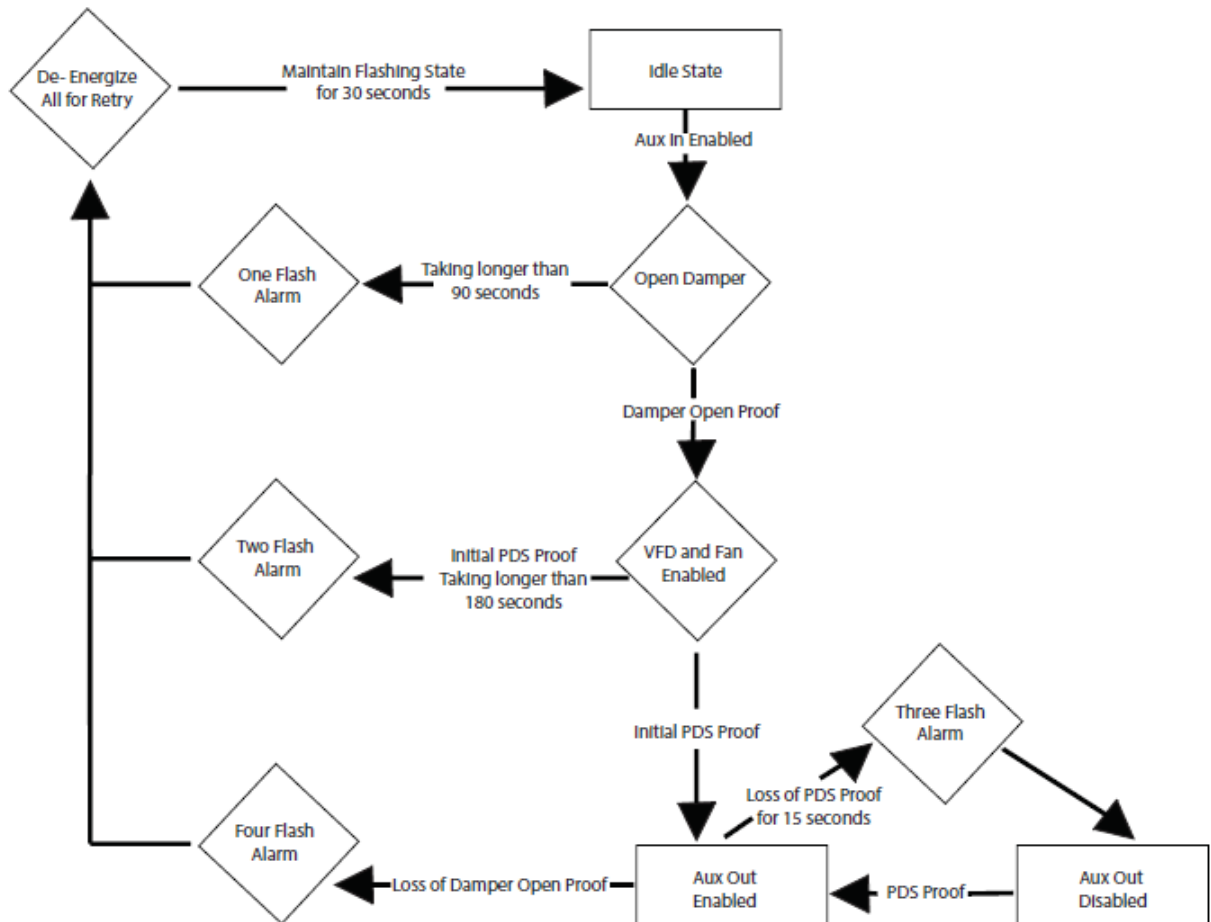 De- Energize
All for Retry
Maintain Flashing State
for 30 seconds
Idle State
Aux In Enabled
One Flash
Alarm
Taking longer than
90 seconds
Open Damper
Damper Open Proof
Two Flash
Alarm
Initial PDS Proof
Taking longer than
180 seconds
VFD and Fan
Enabled
Initial PDS Proof
Three Flash
Alarm
Loss of PDS Proof
for 15 seconds
Four Flash
Alarm
Loss of Damper Open Proof
Aux Out
Enabled
PDS Proof
Aux Out
Disabled